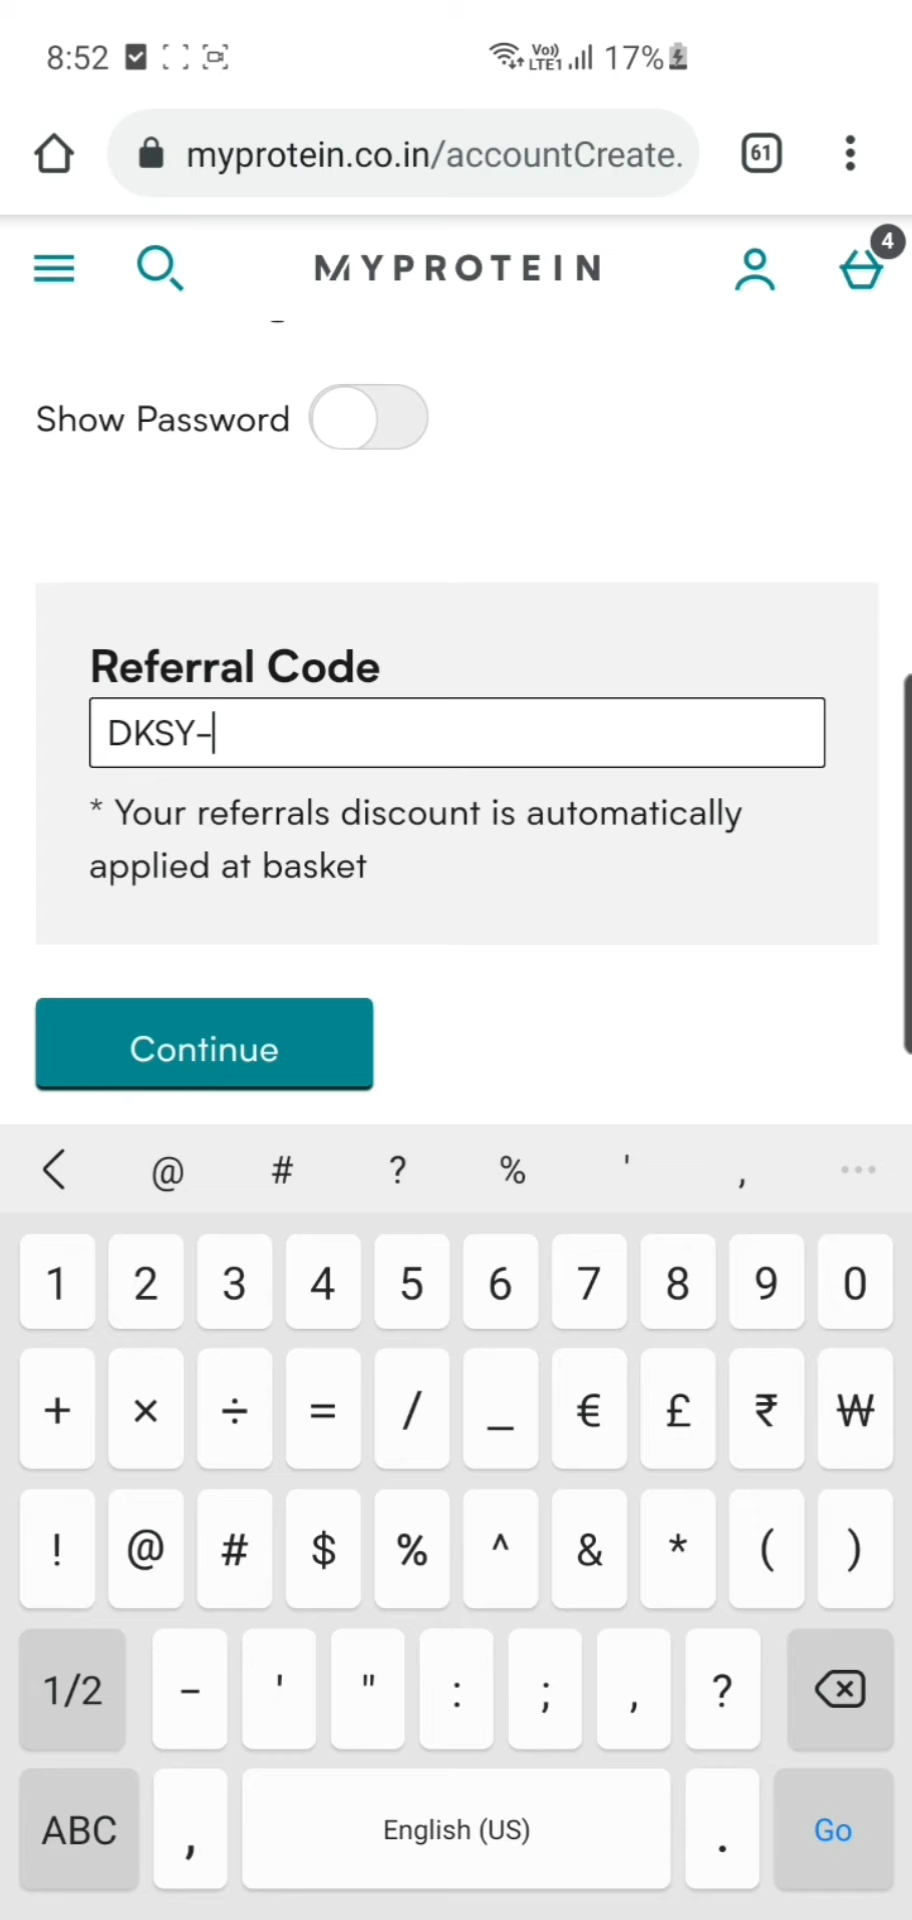 8:52 Vo)) LTE1 17%
myprotein.co.in/accountCreate. 61
MYPROTEIN 4
Show Password
Referral Code
DKSY-
* Your referrals discount is automatically
applied at basket
Continue
@ # ? % ' ,
1 2 3 4 5 6 7 8 9 0
+ × ÷ = / _ € £ ₹ ₩
! @ # $ % ^ & * ( )
1/2 - ' " : ; , ?
ABC , English (US) . Go